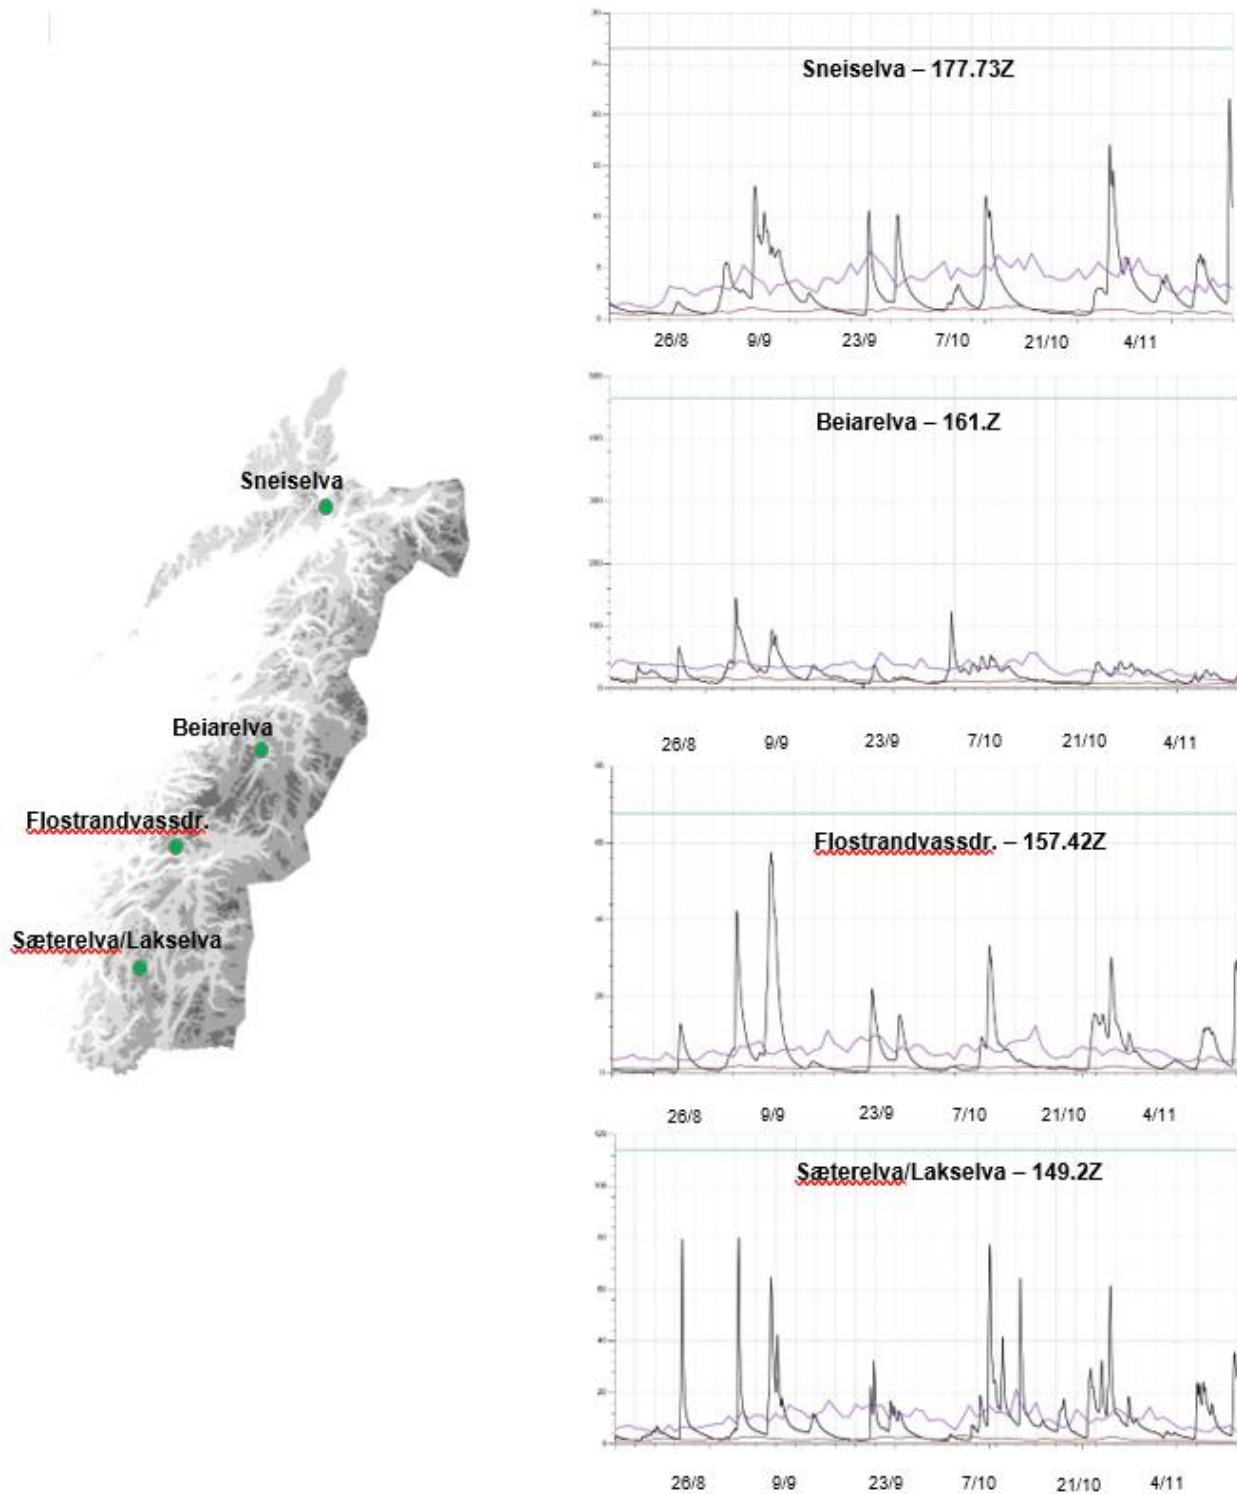 Sneiselva – 177.73Z
26/8 9/9 23/9 7/10 21/10 4/11
Beiarelva – 161.Z
26/8 9/9 23/9 7/10 21/10 4/11
Flostrandvassdr. – 157.42Z
26/8 9/9 23/9 7/10 21/10 4/11
Sæterelva/Lakselva – 149.2Z
26/8 9/9 23/9 7/10 21/10 4/11
Sneiselva
Beiarelva
Flostrandvassdr.
Sæterelva/Lakselva